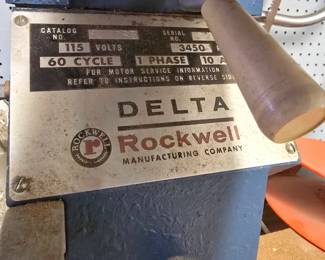 CATALOG NO.
SERIAL NO.
115 VOLTS 3450
60 CYCLE 1 PHASE 10 A
FOR MOTOR SERVICE INFORMATION
REFER TO INSTRUCTIONS ON REVERSE SIDE
DELTA
ROCKWELL
r
Rockwell
MANUFACTURING COMPANY